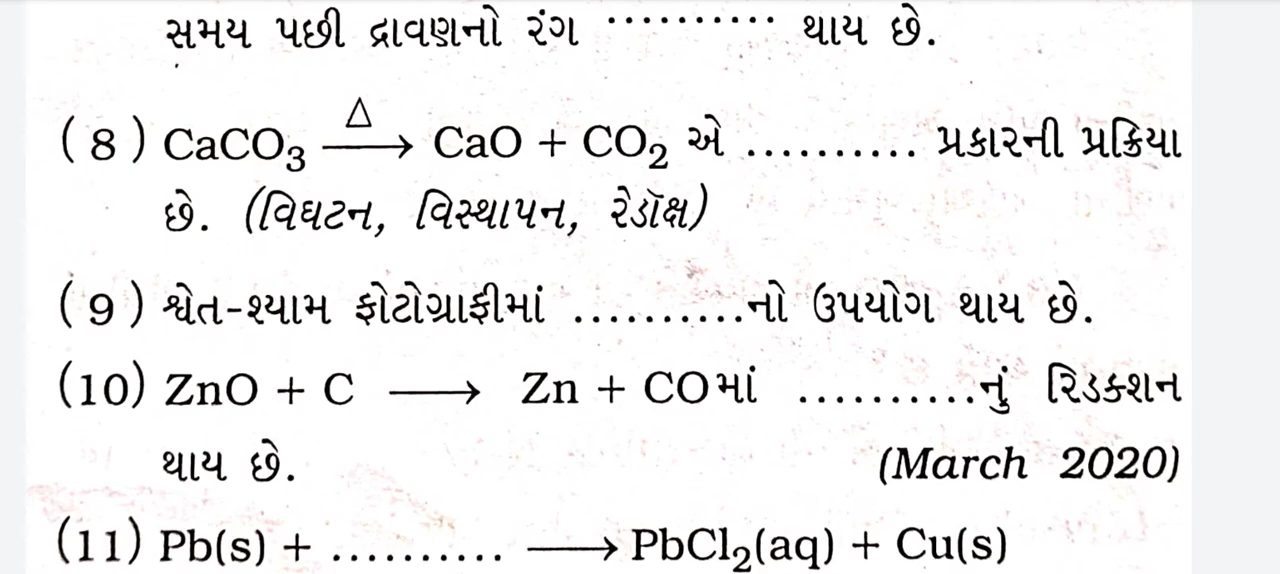 સમય પછી દ્રાવણનો રંગ .......... થાય છે.
Δ
(8) CaCO₃ ⟶ CaO + CO₂ એ .......... પ્રકારની પ્રક્રિયા
છે. (વિઘટન, વિસ્થાપન, રેડૉક્ષ)
(9) શ્વેત-શ્યામ ફોટોગ્રાફીમાં ..........નો ઉપયોગ થાય છે.
(10) ZnO + C ⟶ Zn + COમાં ..........નું રિડક્શન
થાય છે. (March 2020)
(11) Pb(s) + .......... ⟶ PbCl₂(aq) + Cu(s)